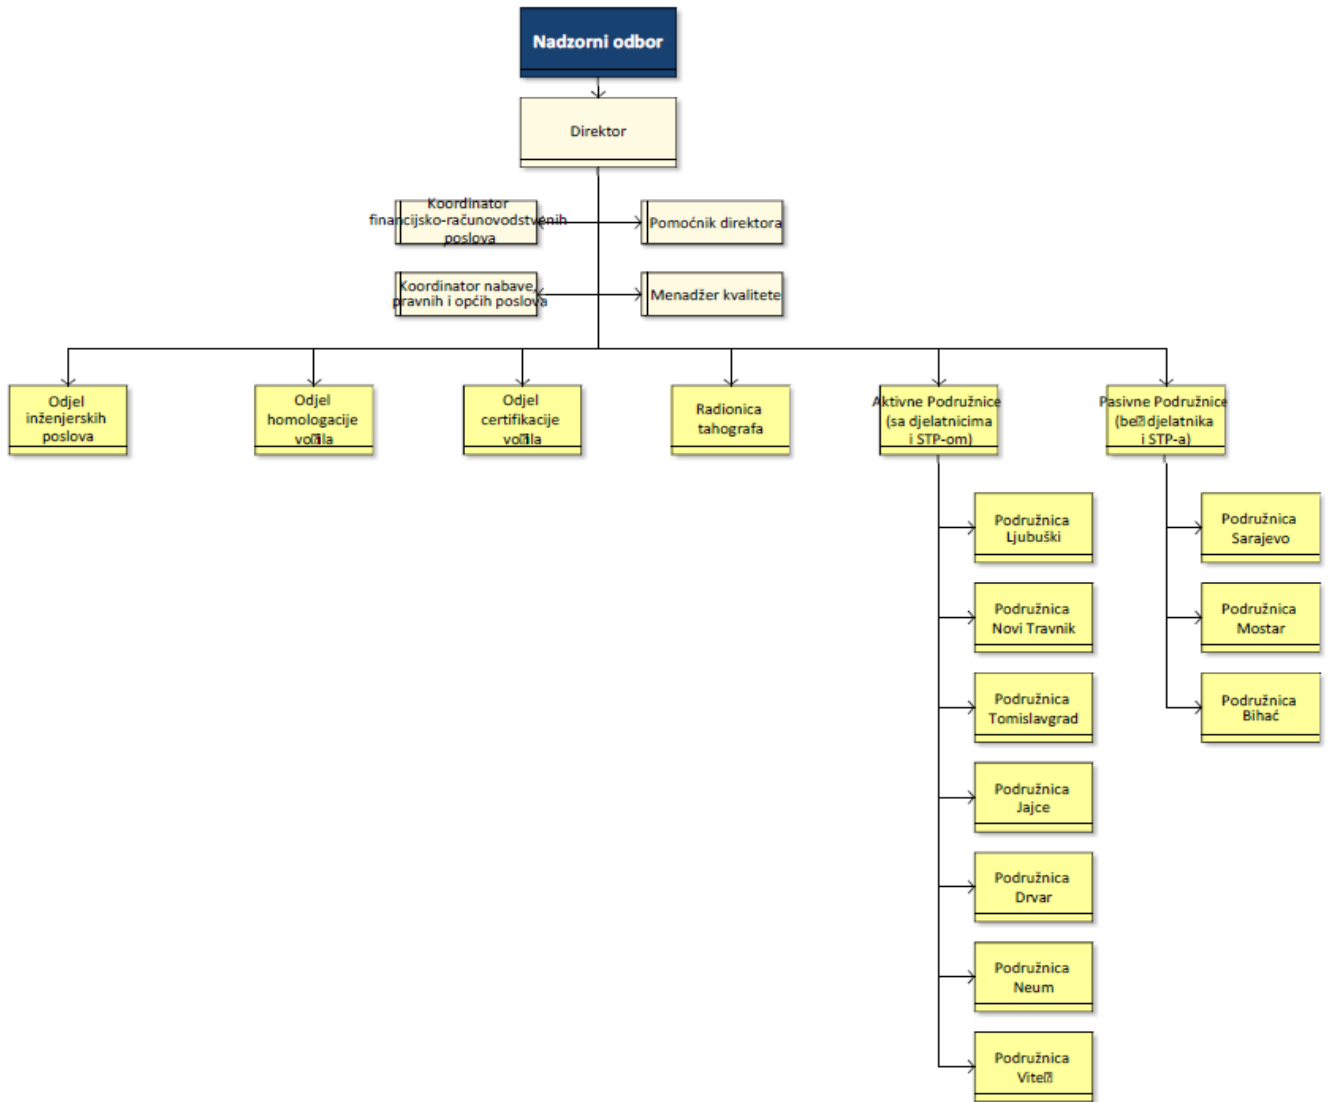 Nadzorni odbor
Direktor
Koordinator
financijsko-računovodstvenih
poslova
Pomoćnik direktora
Koordinator nabave,
pravnih i općih poslova
Menadžer kvalitete
Odjel
inženjerskih
poslova
Odjel
homologacije
Odjel
certifikacije
Radionica
tahografa
Aktivne Podružnice
(sa djelatnicima
i STP-om)
Pasivne Podružnice
djelatnika
i STP-a)
Podružnica
Ljubuški
Podružnica
Novi Travnik
Podružnica
Tomislavgrad
Podružnica
Jajce
Podružnica
Drvar
Podružnica
Neum
Podružnica
Podružnica
Sarajevo
Podružnica
Mostar
Podružnica
Bihać